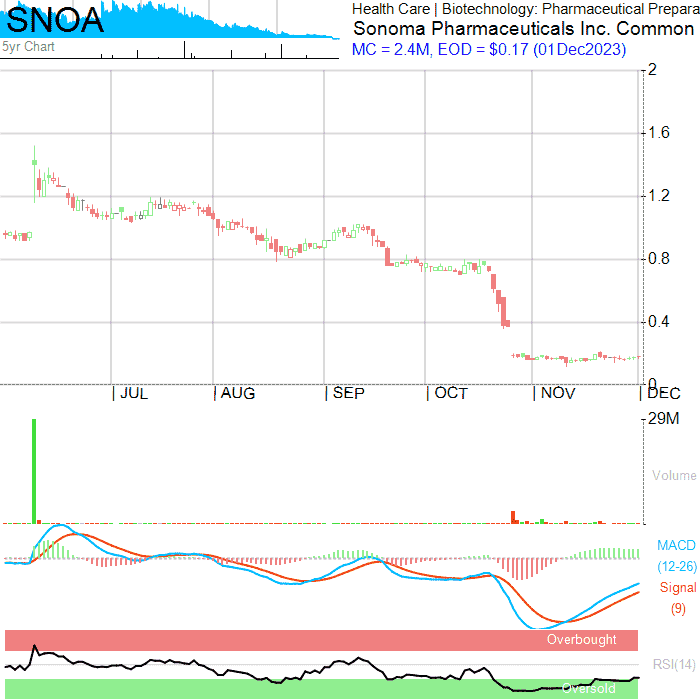 SNOA
5yr Chart
Health Care | Biotechnology: Pharmaceutical Prepara
Sonoma Pharmaceuticals Inc. Common
MC = 2.4M, EOD = $0.17 (01Dec2023)
2
1.6
1.2
0.8
0.4
0
JUL
AUG
SEP
OCT
NOV
DEC
29M
Volume
MACD
(12-26)
Signal
(9)
Overbought
RSI(14)
Oversold